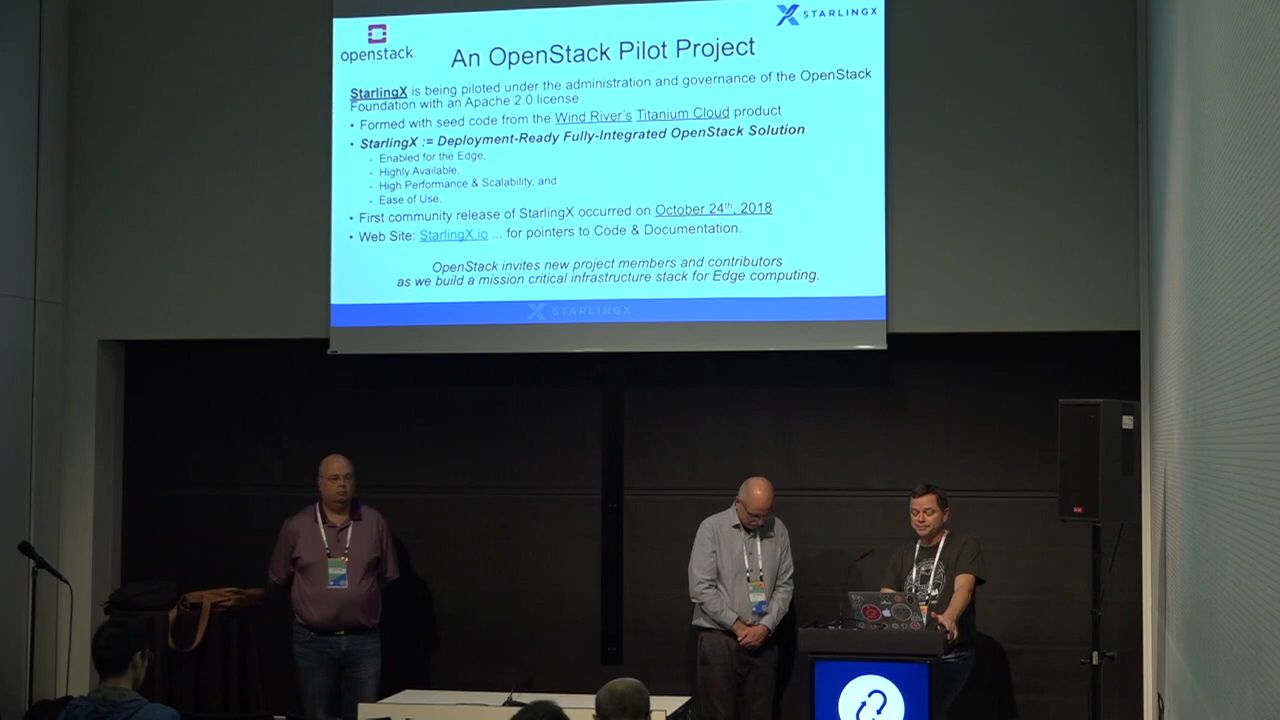 openstack.
STARLINGX
An OpenStack Pilot Project
StarlingX is being piloted under the administration and governance of the OpenStack
Foundation with an Apache 2.0 license
• Formed with seed code from the Wind River's Titanium Cloud product
• StarlingX := Deployment-Ready Fully-Integrated OpenStack Solution
- Enabled for the Edge,
- Highly Available,
- High Performance & Scalability, and
- Ease of Use.
• First community release of StarlingX occurred on October 24th, 2018
• Web Site: StarlingX.io ... for pointers to Code & Documentation.
OpenStack invites new project members and contributors
as we build a mission critical infrastructure stack for Edge computing.
STARLINGX